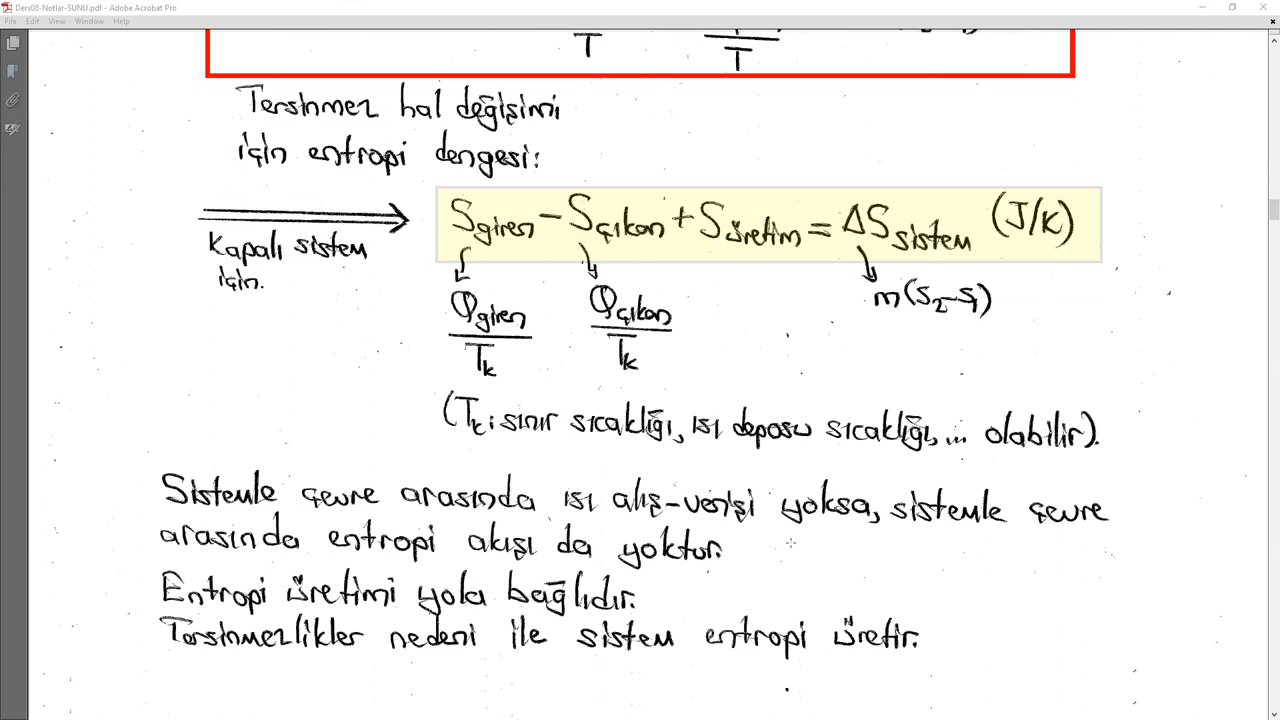 Ders08-Notlar-SUNU.pdf - Adobe Acrobat Pro
File Edit View Window Help
T T
Tersinmez hal değişimi
için entropi dengesi:
Sgiren - Sçıkan + Süretim = ΔSsistem (J/K)
Kapalı sistem
için.
Qgiren Qçıkan m(s2-s1)
Tk Tk
(Tk: sınır sıcaklığı, ısı deposu sıcaklığı,... olabilir).
Sistemle çevre arasında ısı alış-verişi yoksa, sistemle çevre
arasında entropi akışı da yoktur.
Entropi üretimi yola bağlıdır.
Tersinmezlikler nedeni ile sistem entropi üretir.